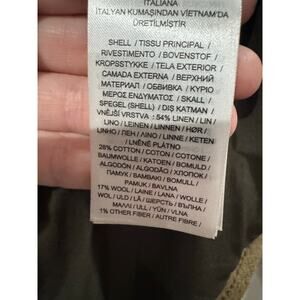 ITALIANA
İTALYAN KUMAŞINDAN VİETNAM'DA
ÜRETİLMİŞTİR
SHELL / TISSU PRINCIPAL /
RIVESTIMENTO / BOVENSTOF /
KROPSSTYKKE / TELA EXTERIOR /
CAMADA EXTERNA / ВЕРХНИЙ
МАТЕРИАЛ / ОБВИВКА / ΚΥΡΙΟ
ΜΕΡΟΣ ΕΝΔΥΜΑΤΟΣ / SKALL /
SPEGEL (SHELL) / DIŞ KATMAN /
VNĚJŠÍ VRSTVA : 54% LINEN / LIN /
LINO / LEINEN / LINNEN / HØR /
LINHO / ЛЕН / ΛΙΝΟ / LINNE / KETEN
/ LNĚNÉ PLÁTNO
28% COTTON / COTON / COTONE /
BAUMWOLLE / KATOEN / BOMULD /
ALGODÓN / ALGODÃO / ХЛОПОК /
ПАМУК / BAMBAKI / BOMULL /
PAMUK / BAVLNA
17% WOOL / LAINE / LANA / WOLLE /
WOL / ULD / LÃ / ШЕРСТЬ / ВЪЛНА /
ΜΑΛΛΙ / ULL / YÜN / VLNA
1% OTHER FIBER / AUTRE FIBRE /